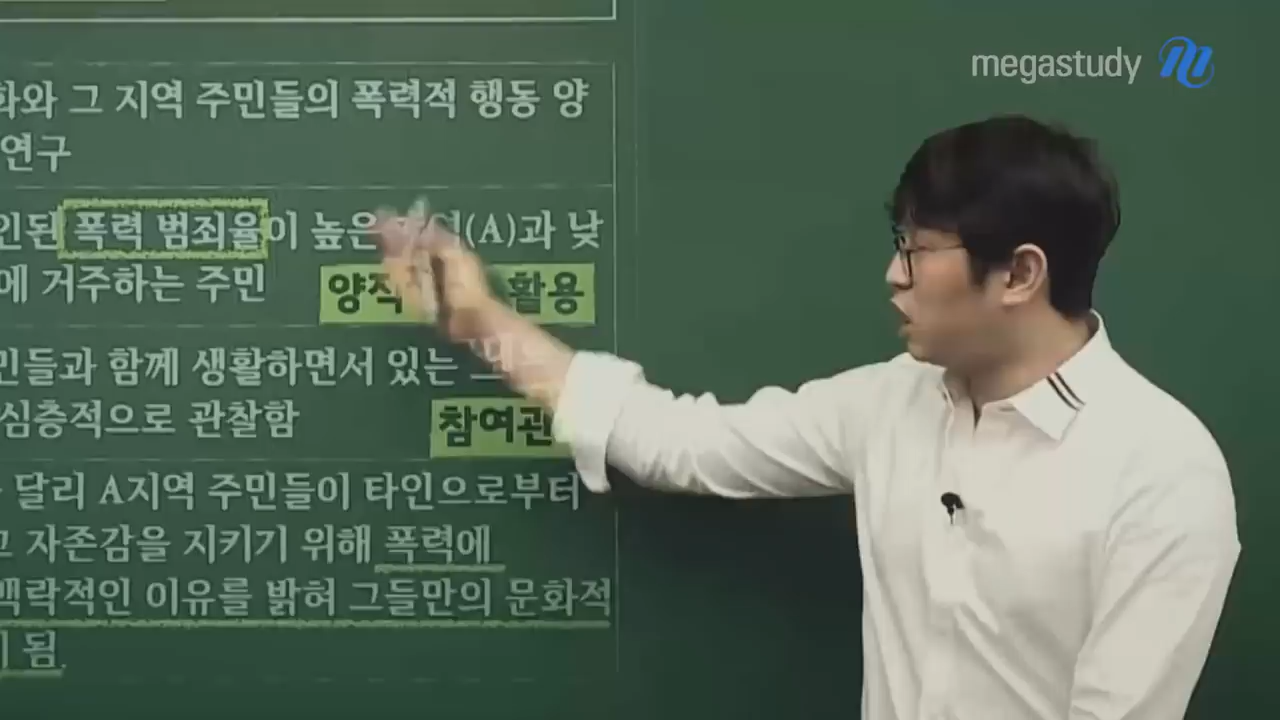 megastudy
화와 그 지역 주민들의 폭력적 행동 양
연구
인된 폭력 범죄율이 높은 (A)과 낮
에 거주하는 주민
활용
민들과 함께 생활하면서 있는
심층적으로 관찰함
참여관
달리 A지역 주민들이 타인으로부터
자존감을 지키기 위해 폭력에
맥락적인 이유를 밝혀 그들만의 문화적
됨.